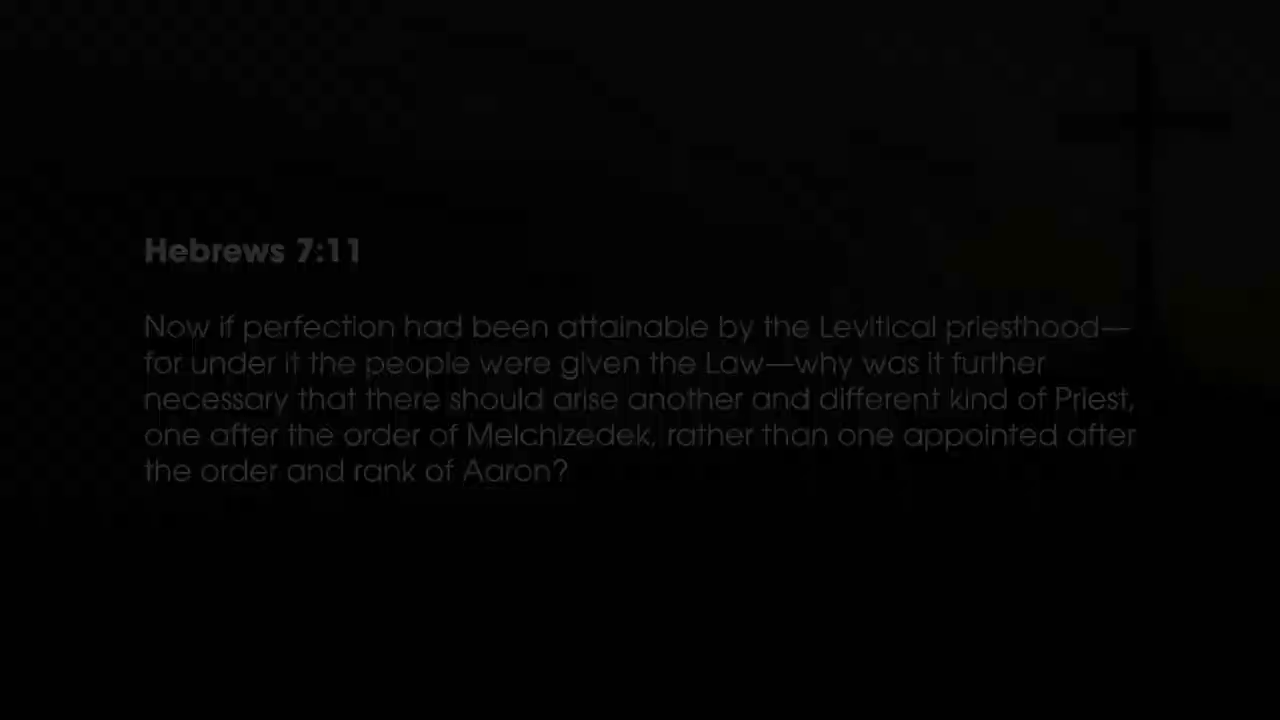 Hebrews 7:11
Now if perfection had been attainable by the Levitical priesthood—
for under it the people were given the Law—why was it further
necessary that there should arise another and different kind of Priest,
one after the order of Melchizedek, rather than one appointed after
the order and rank of Aaron?